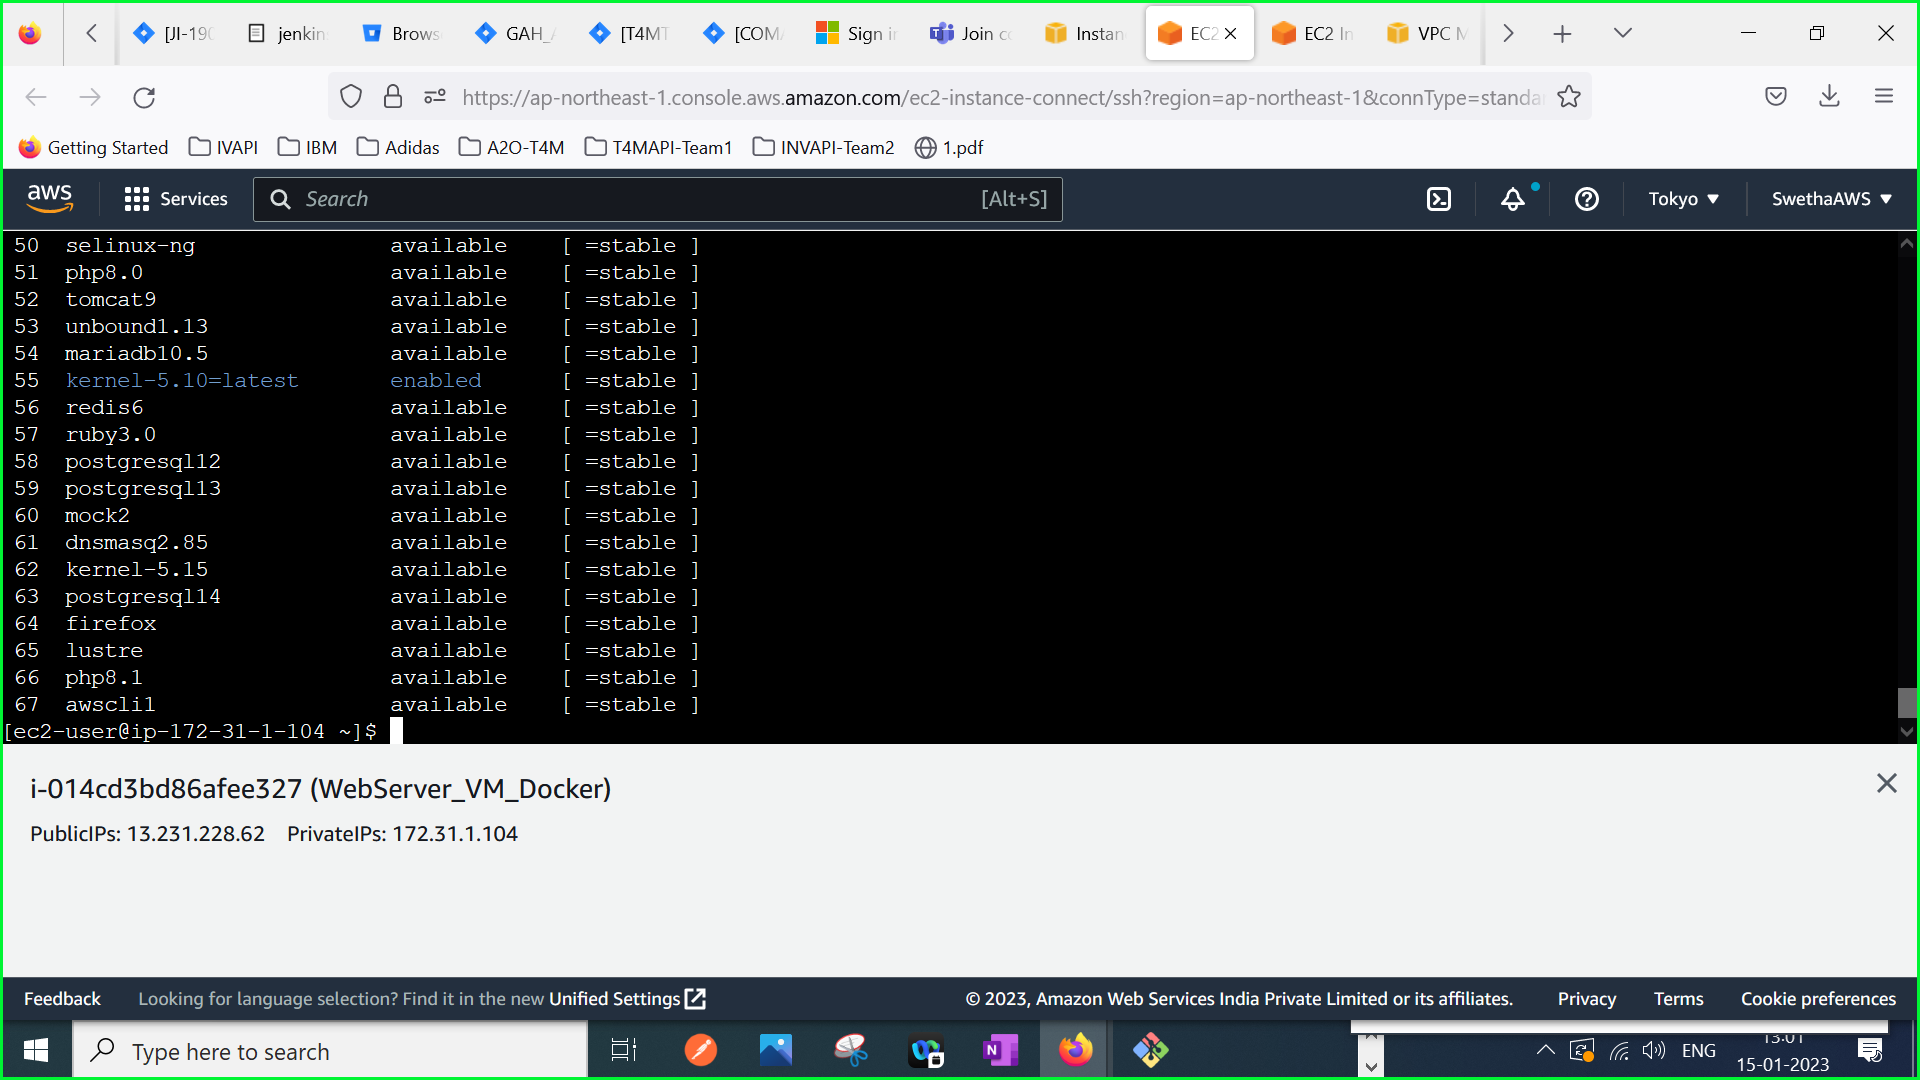 [JI-190
jenkin
Brows
GAH_
[T4MT
[COM
Sign in
Join co
Instan
EC2
EC2 In
VPC M
https://ap-northeast-1.console.aws.amazon.com/ec2-instance-connect/ssh?region=ap-northeast-1&connType=standa
Getting Started IVAPI IBM Adidas A2O-T4M T4MAPI-Team1 INVAPI-Team2 1.pdf
aws Services Search [Alt+S] Tokyo SwethaAWS
50 selinux-ng available [ =stable ]
51 php8.0 available [ =stable ]
52 tomcat9 available [ =stable ]
53 unbound1.13 available [ =stable ]
54 mariadb10.5 available [ =stable ]
55 kernel-5.10=latest enabled [ =stable ]
56 redis6 available [ =stable ]
57 ruby3.0 available [ =stable ]
58 postgresql12 available [ =stable ]
59 postgresql13 available [ =stable ]
60 mock2 available [ =stable ]
61 dnsmasq2.85 available [ =stable ]
62 kernel-5.15 available [ =stable ]
63 postgresql14 available [ =stable ]
64 firefox available [ =stable ]
65 lustre available [ =stable ]
66 php8.1 available [ =stable ]
67 awscli1 available [ =stable ]
[ec2-user@ip-172-31-1-104 ~]$
i-014cd3bd86afee327 (WebServer_VM_Docker)
PublicIPs: 13.231.228.62 PrivateIPs: 172.31.1.104
Feedback Looking for language selection? Find it in the new Unified Settings © 2023, Amazon Web Services India Private Limited or its affiliates. Privacy Terms Cookie preferences
Type here to search
ENG
13:01
15-01-2023